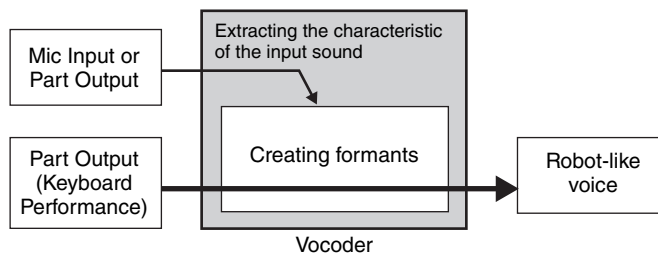 Mic Input or
Part Output
Extracting the characteristic
of the input sound
Creating formants
Part Output
(Keyboard
Performance)
Robot-like
voice
Vocoder